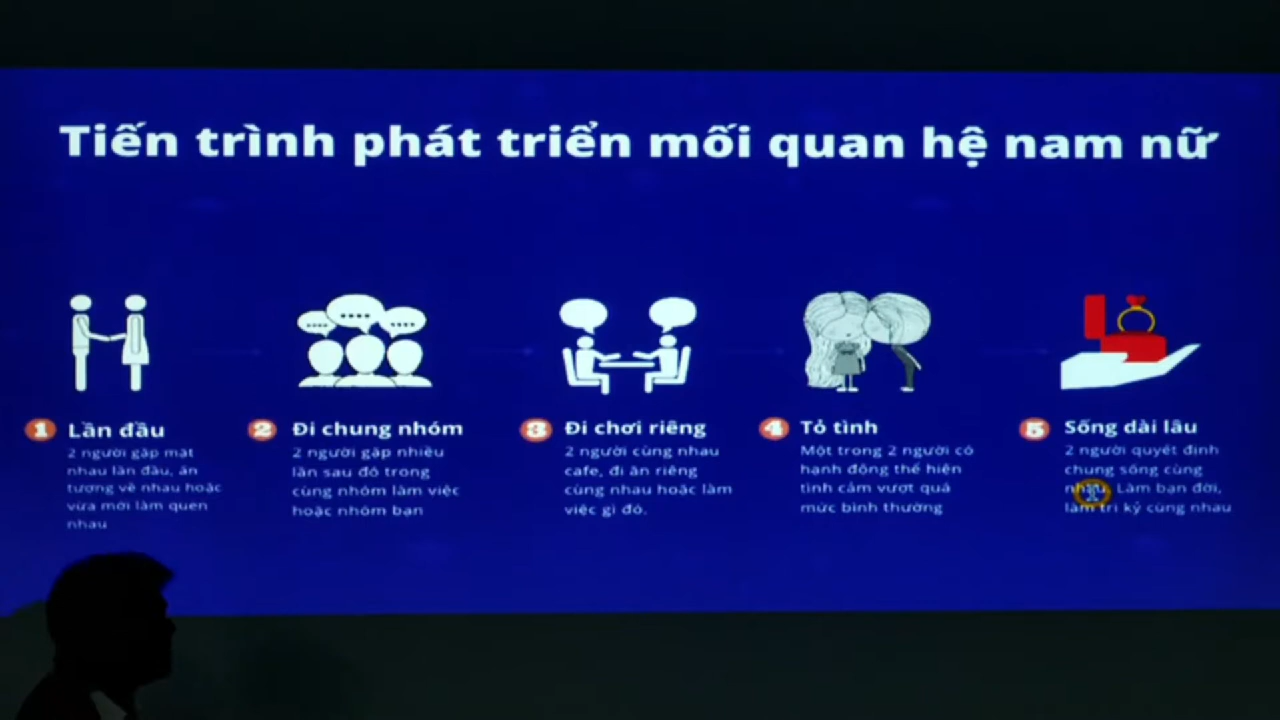 Tiến trình phát triển mối quan hệ nam nữ
1 Lần đầu
2 người gặp mặt
nhau lần đầu, ấn
tượng về nhau hoặc
vừa mới làm quen
nhau
2 Đi chung nhóm
2 người gặp nhiều
lần sau đó trong
cùng nhóm làm việc
hoặc nhóm bạn
3 Đi chơi riêng
2 người cùng nhau
cafe, đi ăn riêng
cùng nhau hoặc làm
việc gì đó.
4 Tỏ tình
Một trong 2 người có
hạnh động thể hiện
tình cảm vượt quá
mức bình thường
5 Sống dài lâu
2 người quyết định
chung sống cùng
nhau. Làm bạn đời,
làm tri kỷ cùng nhau